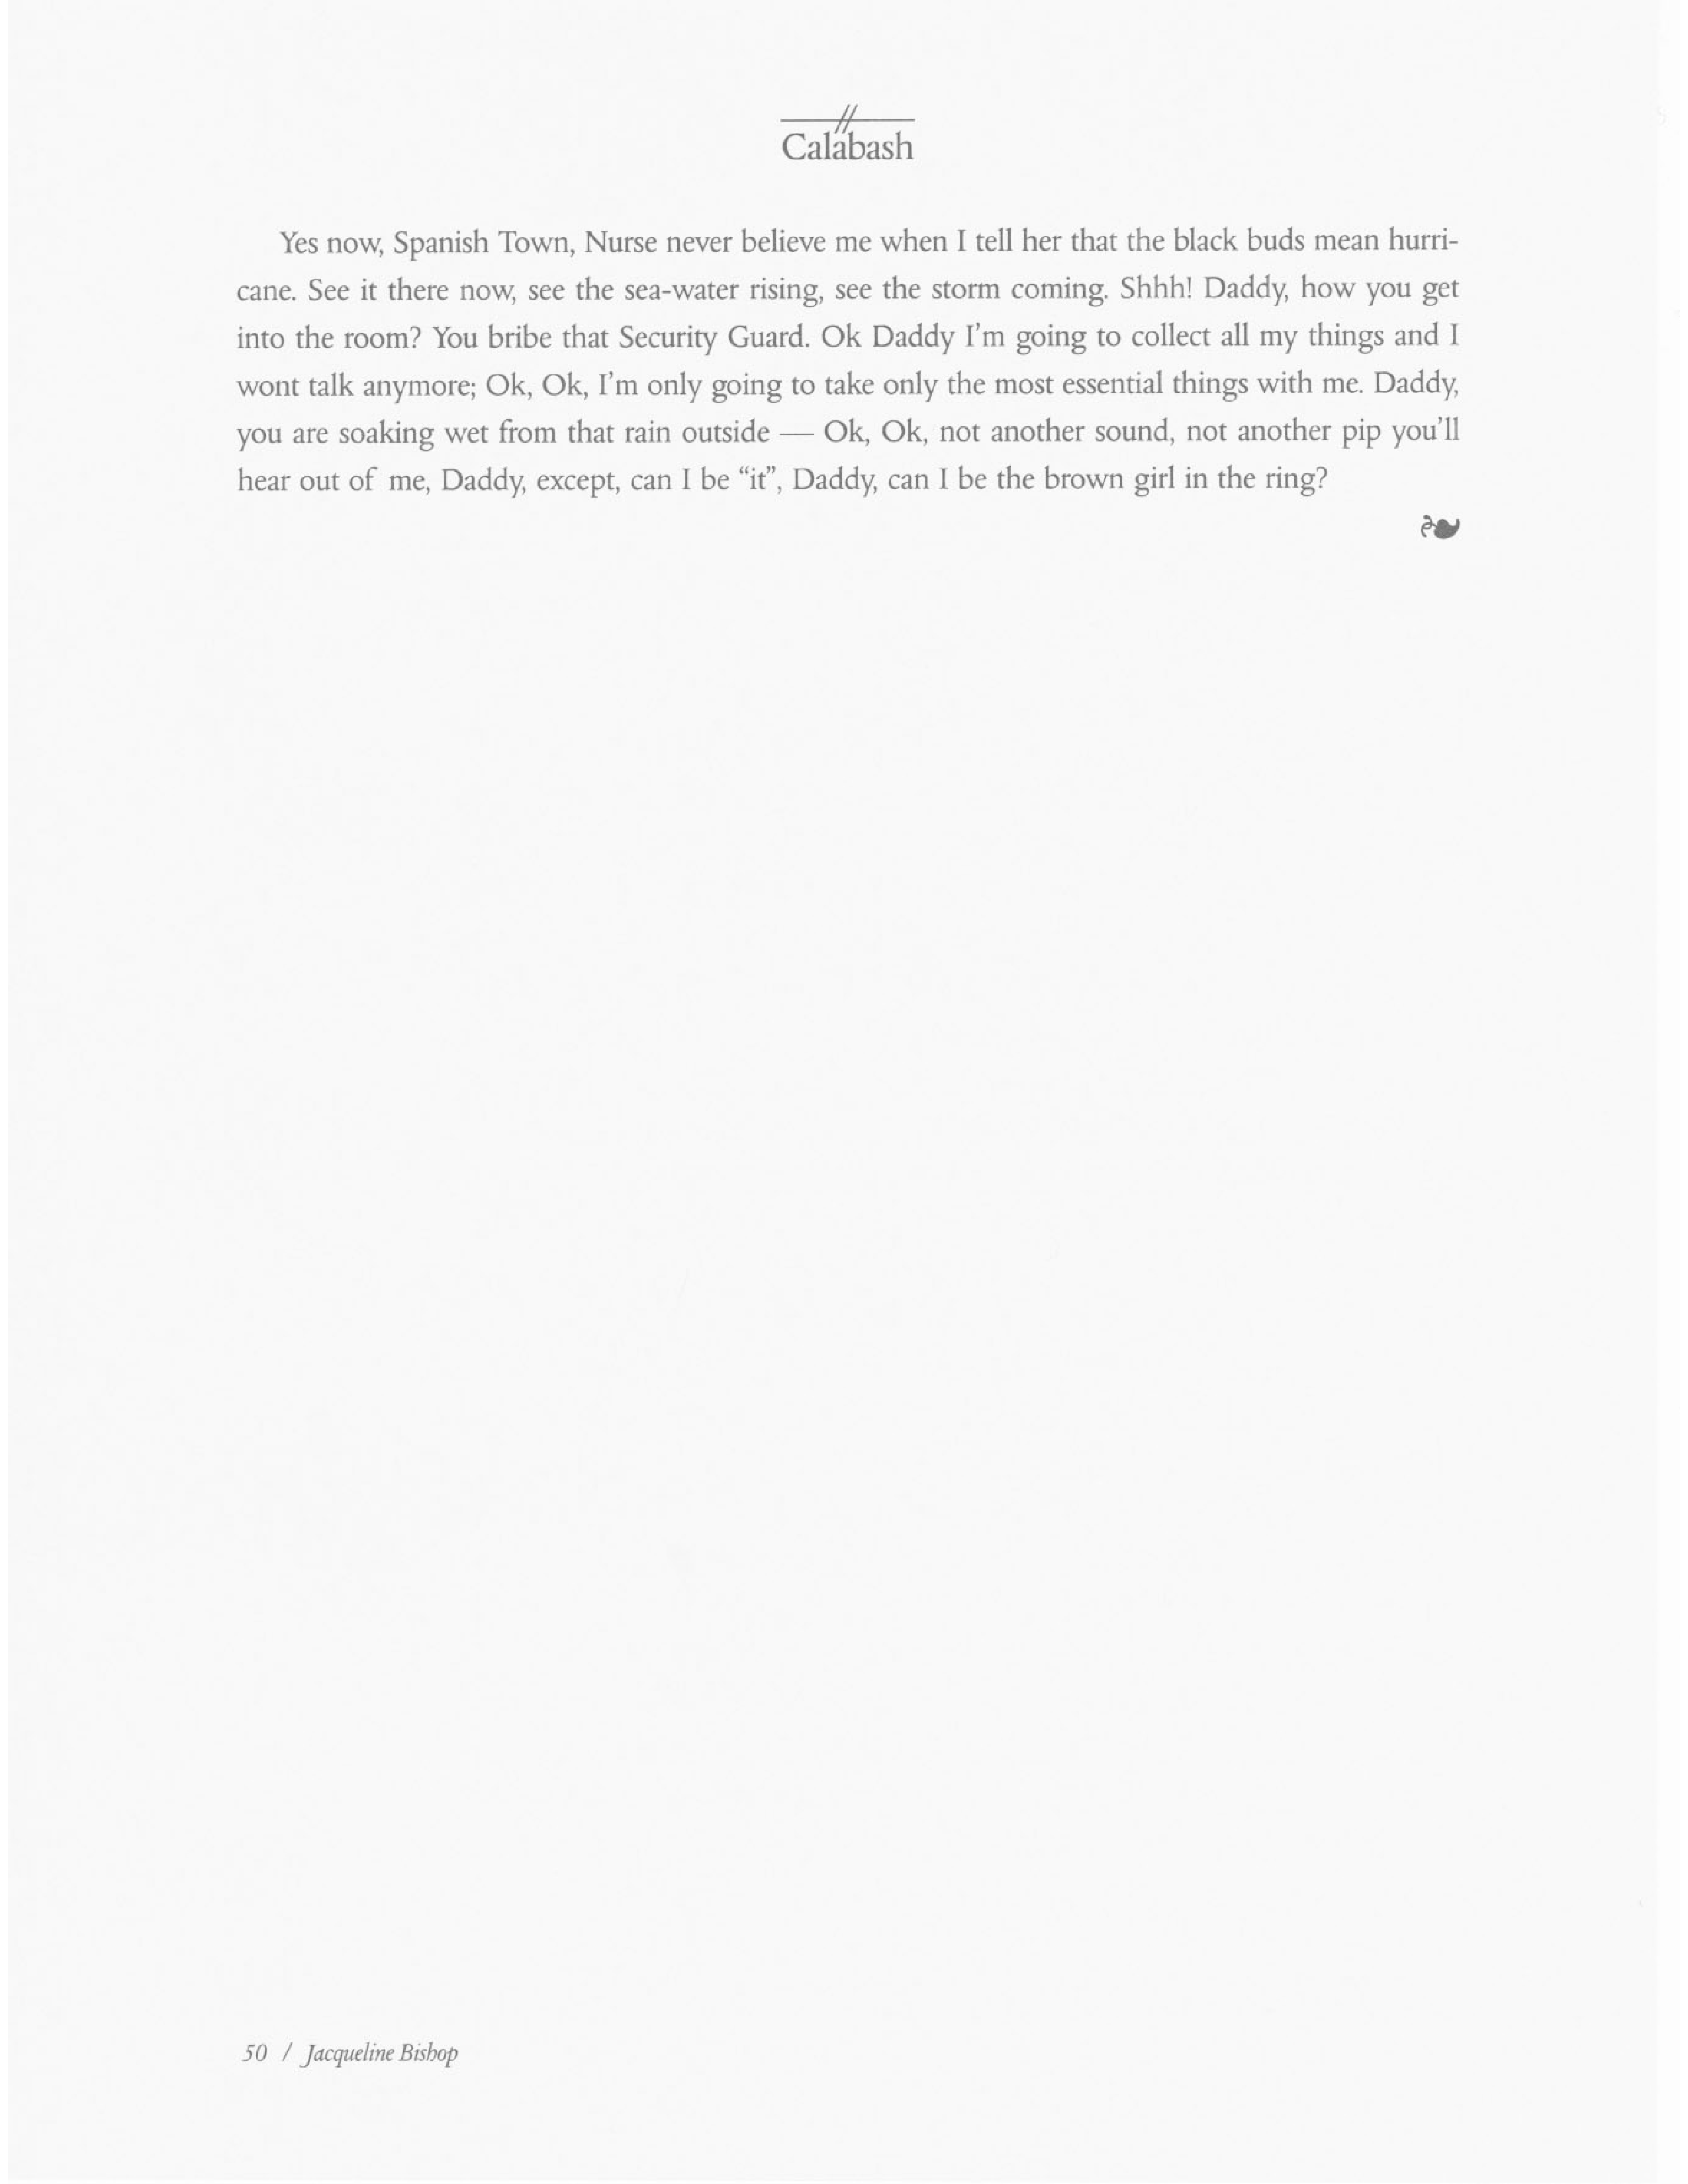 Calabash
Yes now, Spanish Town, Nurse never believe me when I tell her that the black buds mean hurri-
cane. See it there now, see the sea-water rising, see the storm coming. Shhh! Daddy, how you get
into the room? You bribe that Security Guard. Ok Daddy I'm going to collect all my things and I
wont talk anymore; Ok, Ok, I'm only going to take only the most essential things with me. Daddy,
you are soaking wet from that rain outside — Ok, Ok, not another sound, not another pip you'll
hear out of me, Daddy, except, can I be “it”, Daddy, can I be the brown girl in the ring?
50 / Jacqueline Bishop